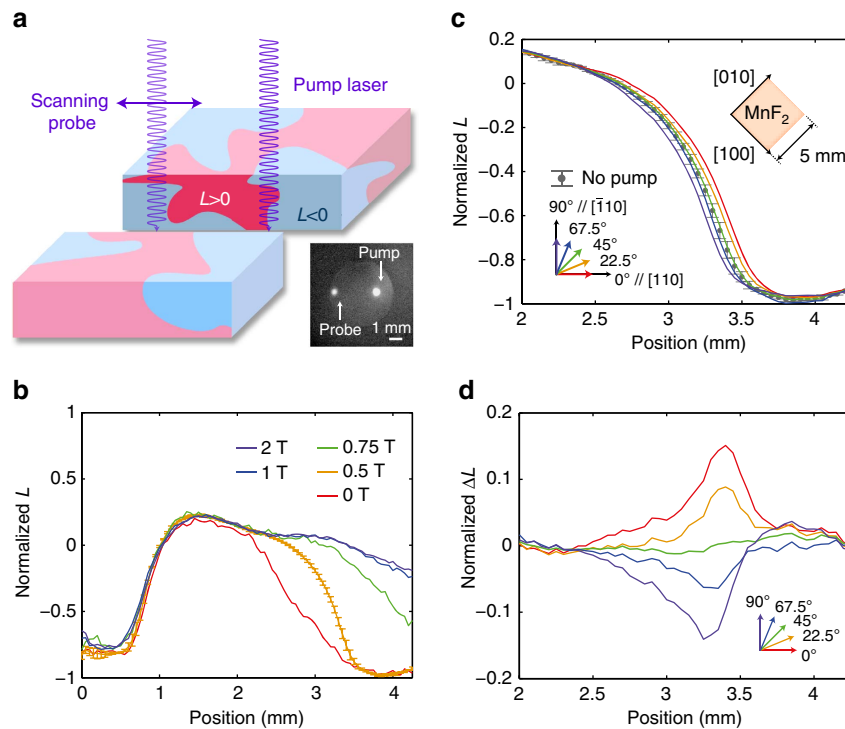 a
Scanning
probe
Pump laser
L>0
L<0
Pump
Probe
1 mm
b
Normalized L
1
0.5
0
−0.5
−1
2 T
1 T
0.75 T
0.5 T
0 T
0
1
2
3
4
Position (mm)
c
Normalized L
0.2
0
−0.2
−0.4
−0.6
−0.8
−1
[010]
MnF2
[100]
5 mm
No pump
90° // [1̄10]
67.5°
45°
22.5°
0° // [110]
2
2.5
3
3.5
4
Position (mm)
d
Normalized ΔL
0.2
0.1
0
−0.1
−0.2
90°
67.5°
45°
22.5°
0°
2
2.5
3
3.5
4
Position (mm)